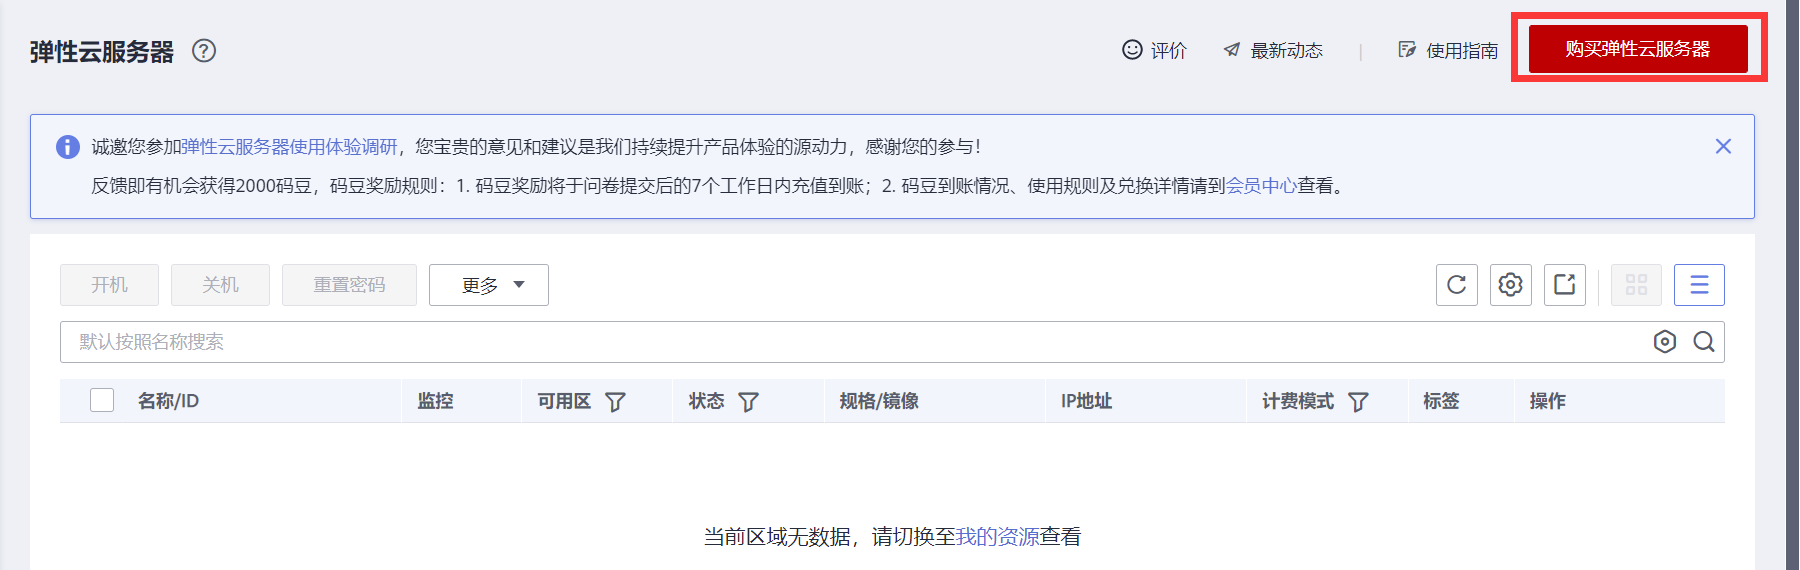 弹性云服务器 ?
评价 最新动态 | 使用指南 购买弹性云服务器
诚邀您参加弹性云服务器使用体验调研，您宝贵的意见和建议是我们持续提升产品体验的源动力，感谢您的参与！
反馈即有机会获得2000码豆，码豆奖励规则：1. 码豆奖励将于问卷提交后的7个工作日内充值到账；2. 码豆到账情况、使用规则及兑换详情请到会员中心查看。
开机 关机 重置密码 更多
默认按照名称搜索
名称/ID 监控 可用区 状态 规格/镜像 IP地址 计费模式 标签 操作
当前区域无数据，请切换至我的资源查看